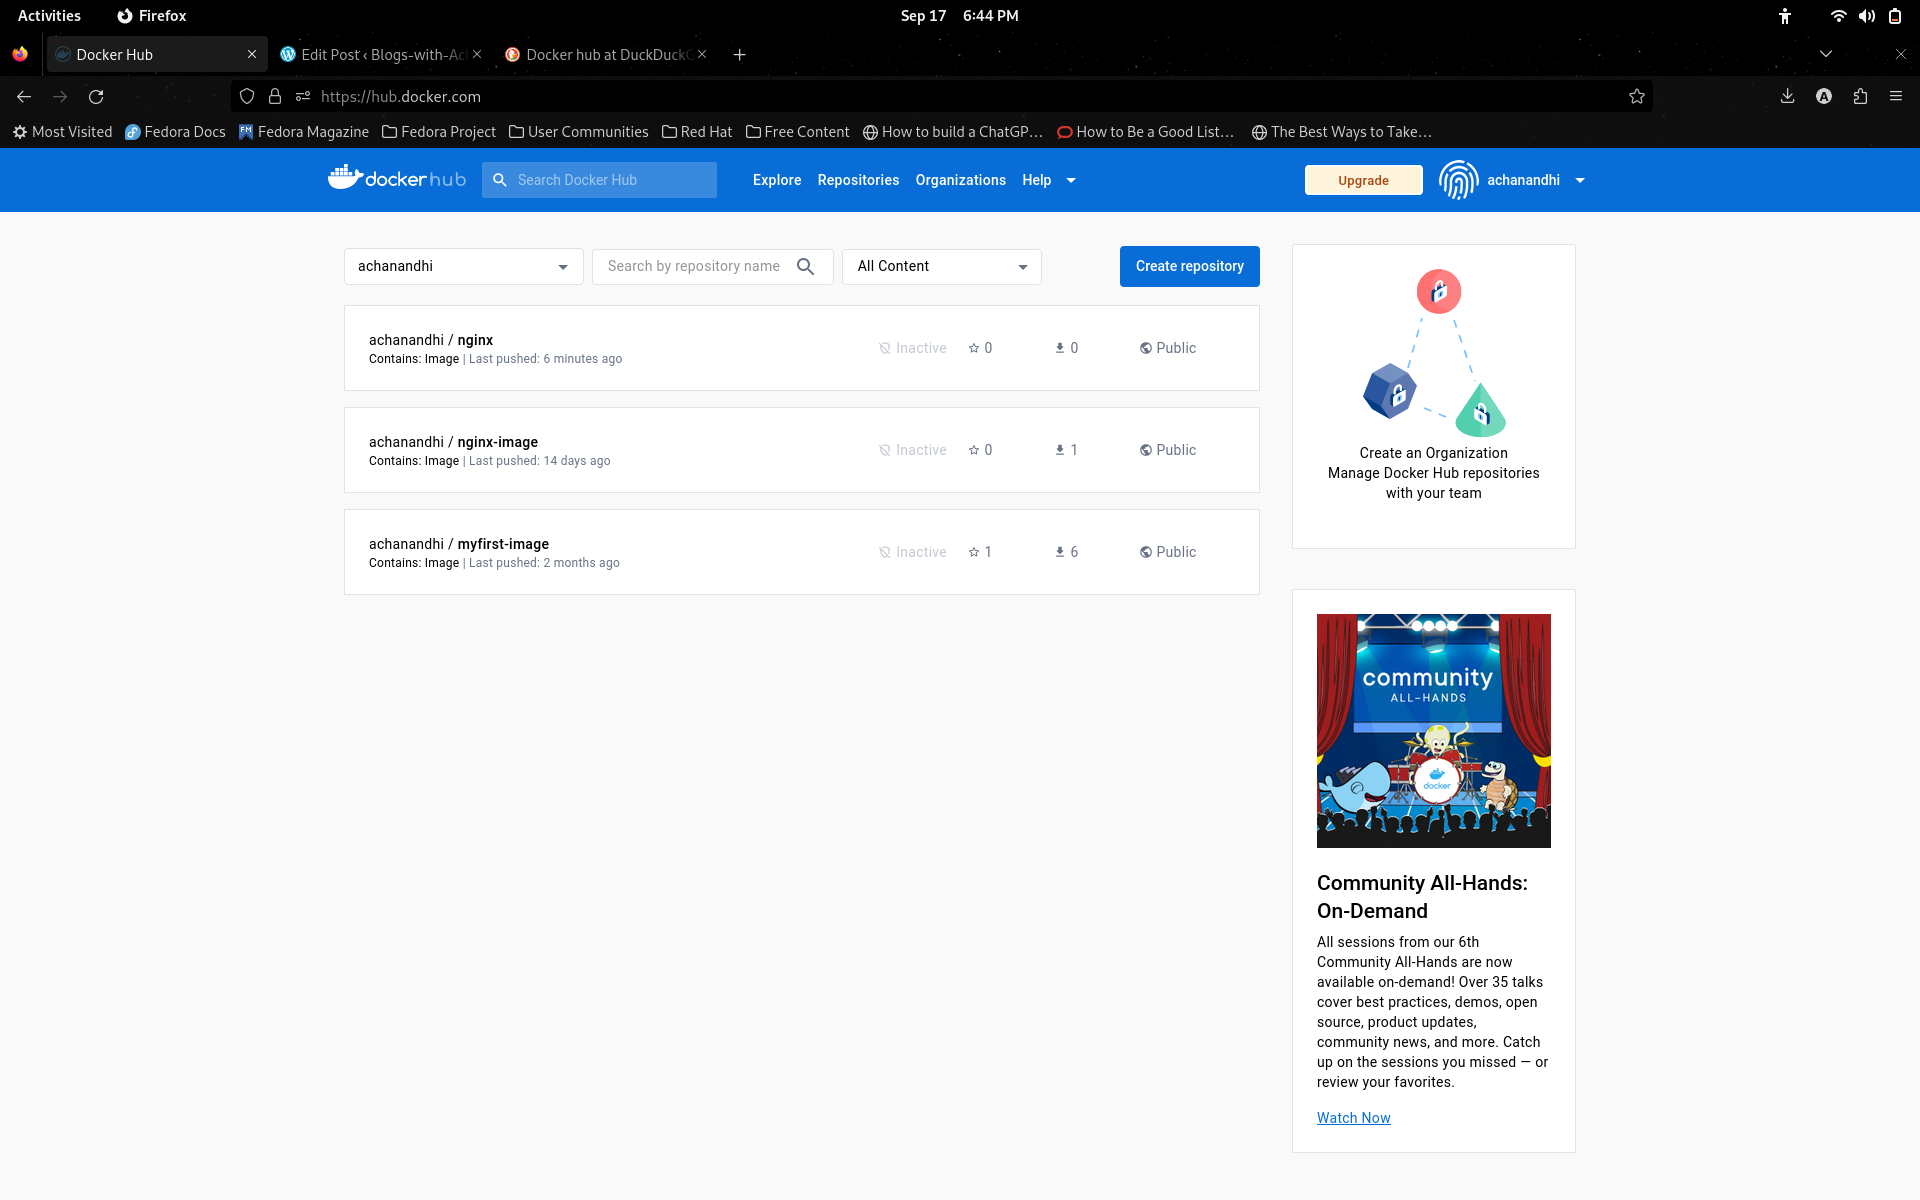 Activities Firefox Sep 17 6:44 PM
Docker Hub Edit Post ‹ Blogs-with-Ac Docker hub at DuckDuck
https://hub.docker.com
Most Visited Fedora Docs Fedora Magazine Fedora Project User Communities Red Hat Free Content How to build a ChatGP… How to Be a Good List… The Best Ways to Take…
docker hub Search Docker Hub Explore Repositories Organizations Help Upgrade achanandhi
achanandhi Search by repository name All Content Create repository
achanandhi / nginx
Contains: Image | Last pushed: 6 minutes ago
Inactive 0 0 Public
achanandhi / nginx-image
Contains: Image | Last pushed: 14 days ago
Inactive 0 1 Public
achanandhi / myfirst-image
Contains: Image | Last pushed: 2 months ago
Inactive 1 6 Public
Create an Organization
Manage Docker Hub repositories
with your team
community
ALL-HANDS
docker
Community All-Hands:
On-Demand
All sessions from our 6th
Community All-Hands are now
available on-demand! Over 35 talks
cover best practices, demos, open
source, product updates,
community news, and more. Catch
up on the sessions you missed — or
review your favorites.
Watch Now